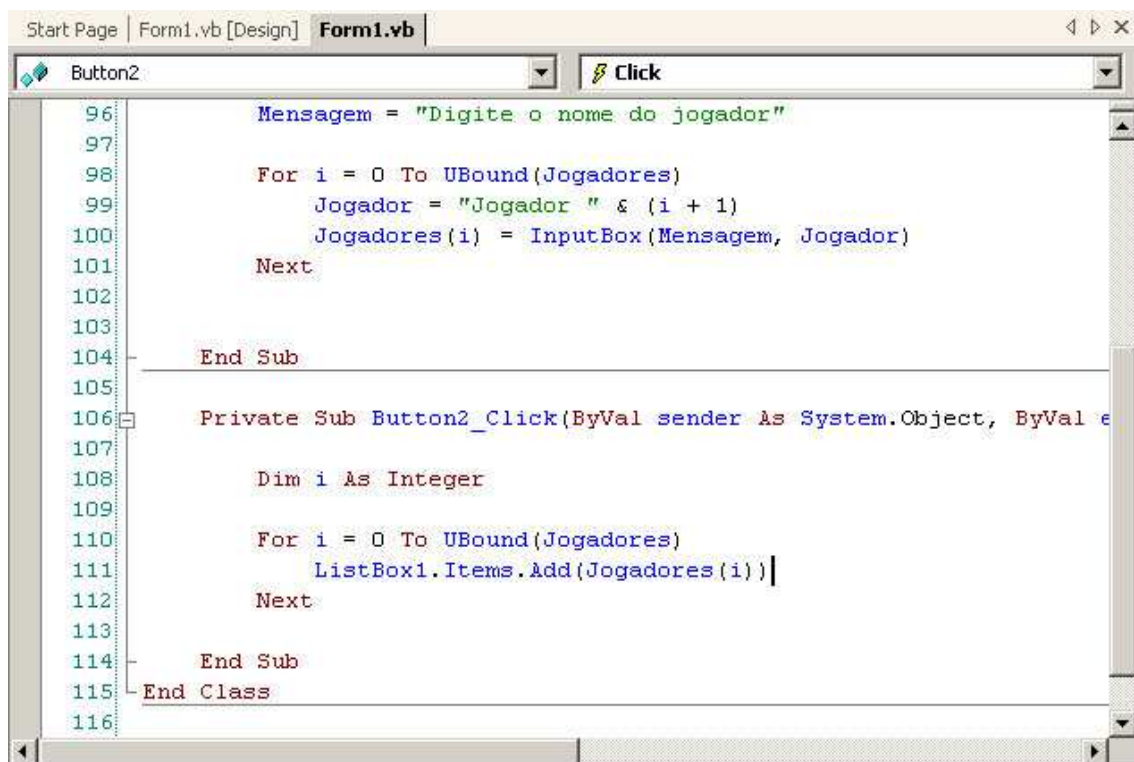 Start Page Form1.vb [Design] Form1.vb
Button2 Click
96 Mensagem = "Digite o nome do jogador"
97
98 For i = 0 To UBound(Jogadores)
99 Jogador = "Jogador " & (i + 1)
100 Jogadores(i) = InputBox(Mensagem, Jogador)
101 Next
102
103
104 End Sub
105
106 Private Sub Button2_Click(ByVal sender As System.Object, ByVal e
107
108 Dim i As Integer
109
110 For i = 0 To UBound(Jogadores)
111 ListBox1.Items.Add(Jogadores(i))
112 Next
113
114 End Sub
115 End Class
116